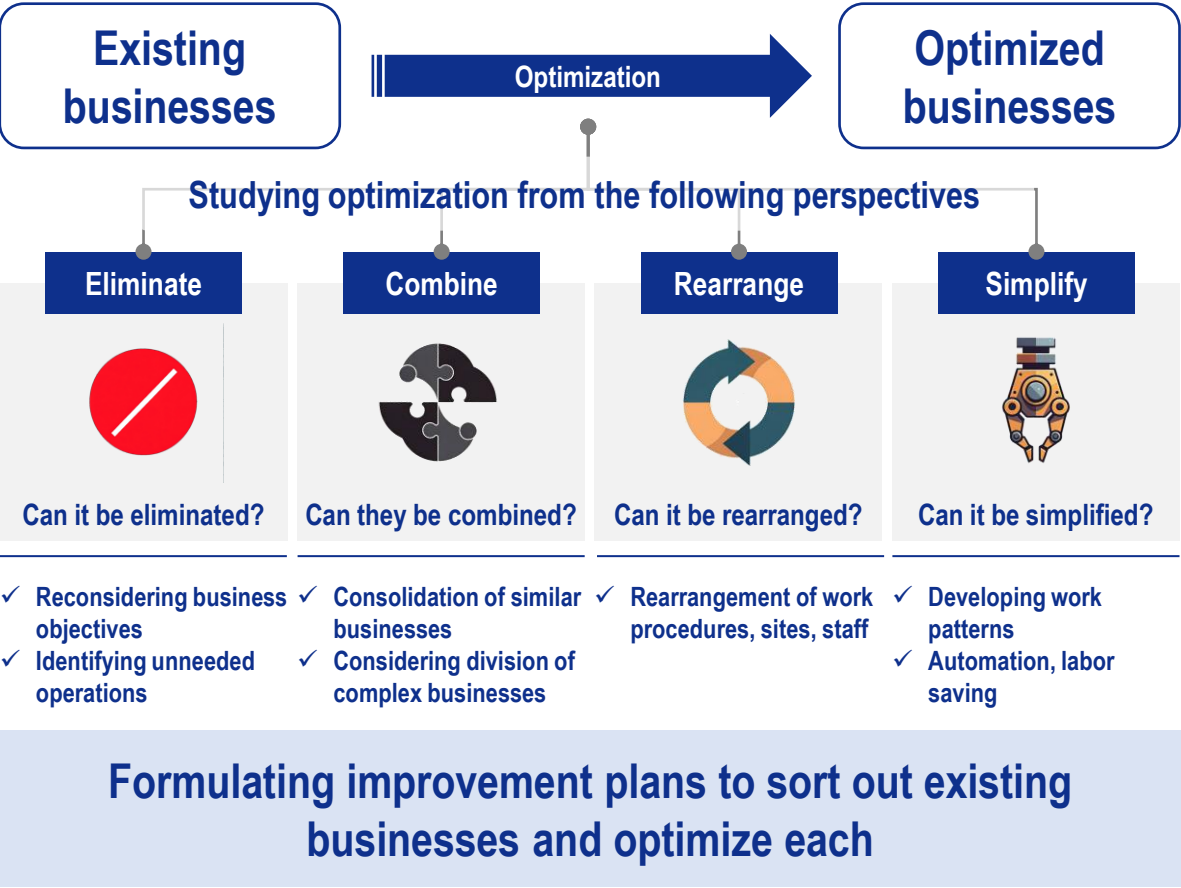 Existing
businesses
Optimization
Optimized
businesses
Studying optimization from the following perspectives
Eliminate
Combine
Rearrange
Simplify
Can it be eliminated?
Can they be combined?
Can it be rearranged?
Can it be simplified?
✓ Reconsidering business
objectives
✓ Identifying unneeded
operations
✓ Consolidation of similar
businesses
✓ Considering division of
complex businesses
✓ Rearrangement of work
procedures, sites, staff
✓ Developing work
patterns
✓ Automation, labor
saving
Formulating improvement plans to sort out existing
businesses and optimize each